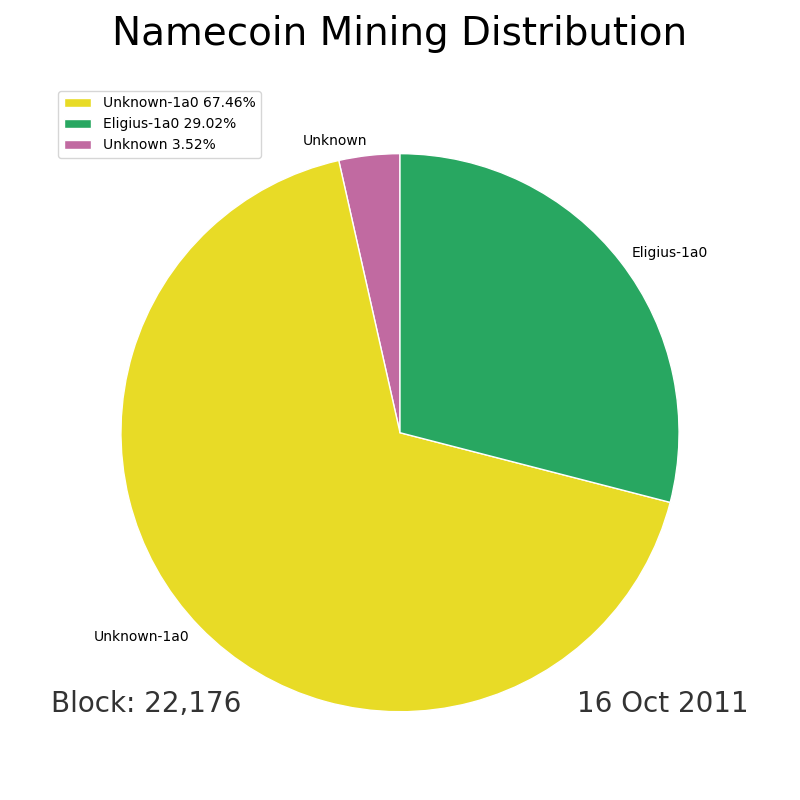 Namecoin Mining Distribution
Unknown-1a0 67.46%
Eligius-1a0 29.02%
Unknown 3.52%
Unknown
Eligius-1a0
Unknown-1a0
Block: 22,176
16 Oct 2011